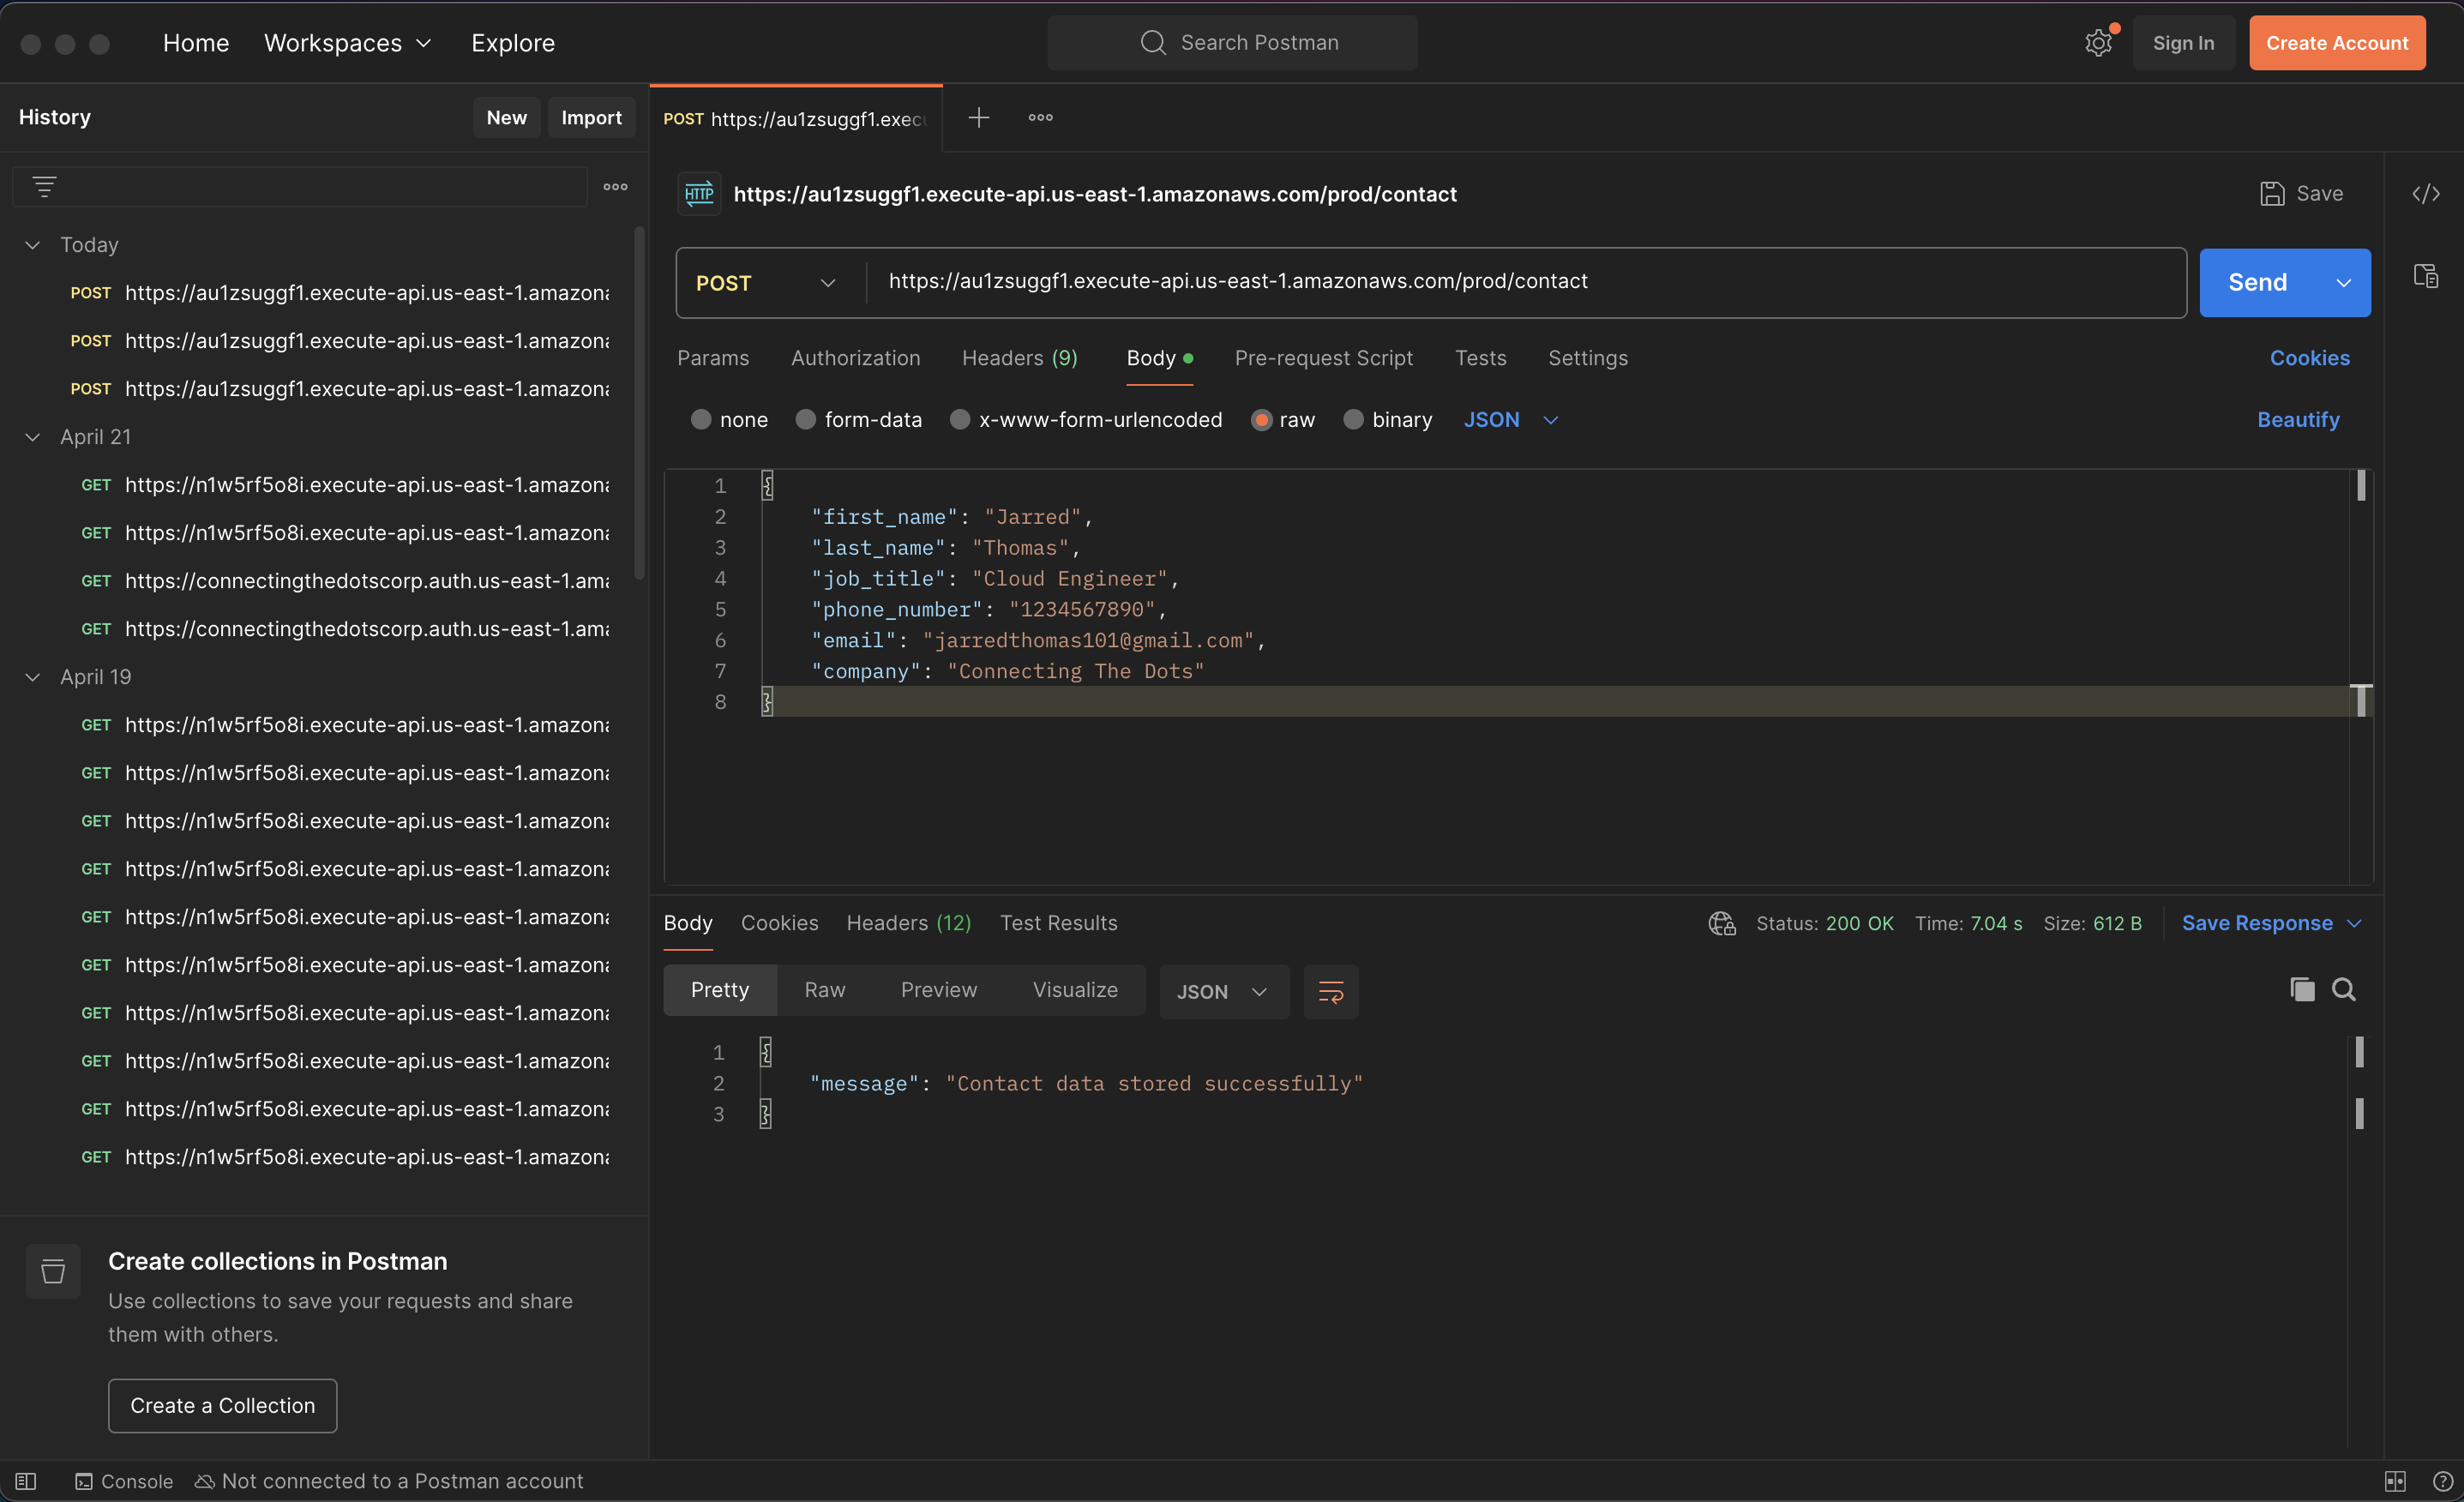 Home Workspaces Explore
Search Postman
Sign In Create Account
History New Import
Today
POST https://au1zsuggf1.execute-api.us-east-1.amazona
POST https://au1zsuggf1.execute-api.us-east-1.amazona
POST https://au1zsuggf1.execute-api.us-east-1.amazona
April 21
GET https://n1w5rf5o8i.execute-api.us-east-1.amazona
GET https://n1w5rf5o8i.execute-api.us-east-1.amazona
GET https://connectingthedotscorp.auth.us-east-1.ama
GET https://connectingthedotscorp.auth.us-east-1.ama
April 19
GET https://n1w5rf5o8i.execute-api.us-east-1.amazona
GET https://n1w5rf5o8i.execute-api.us-east-1.amazona
GET https://n1w5rf5o8i.execute-api.us-east-1.amazona
GET https://n1w5rf5o8i.execute-api.us-east-1.amazona
GET https://n1w5rf5o8i.execute-api.us-east-1.amazona
GET https://n1w5rf5o8i.execute-api.us-east-1.amazona
GET https://n1w5rf5o8i.execute-api.us-east-1.amazona
GET https://n1w5rf5o8i.execute-api.us-east-1.amazona
GET https://n1w5rf5o8i.execute-api.us-east-1.amazona
GET https://n1w5rf5o8i.execute-api.us-east-1.amazona
Create collections in Postman
Use collections to save your requests and share
them with others.
Create a Collection
POST https://au1zsuggf1.execu
HTTP https://au1zsuggf1.execute-api.us-east-1.amazonaws.com/prod/contact Save
POST https://au1zsuggf1.execute-api.us-east-1.amazonaws.com/prod/contact Send
Params Authorization Headers (9) Body Pre-request Script Tests Settings Cookies
none form-data x-www-form-urlencoded raw binary JSON Beautify
1 {
2 "first_name": "Jarred",
3 "last_name": "Thomas",
4 "job_title": "Cloud Engineer",
5 "phone_number": "1234567890",
6 "email": "jarredthomas101@gmail.com",
7 "company": "Connecting The Dots"
8 }
Body Cookies Headers (12) Test Results Status: 200 OK Time: 7.04 s Size: 612 B Save Response
Pretty Raw Preview Visualize JSON
1 {
2 "message": "Contact data stored successfully"
3 }
Console Not connected to a Postman account